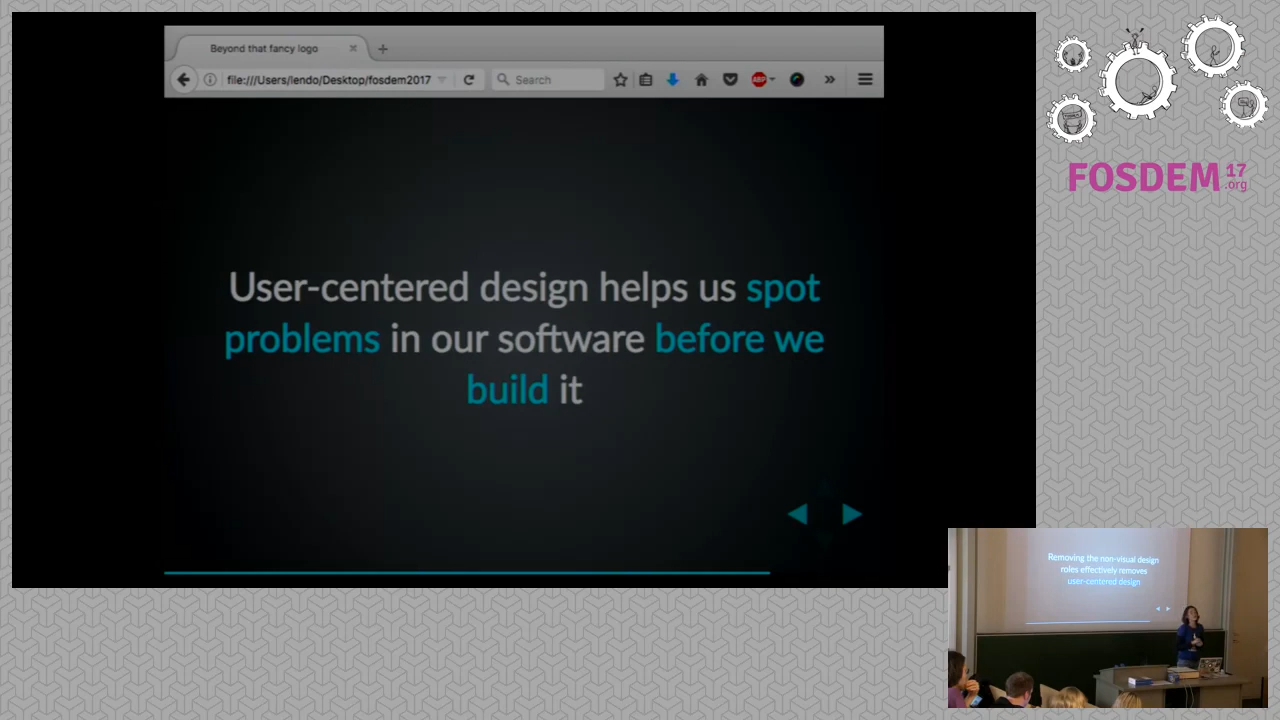 Beyond that fancy logo
file:///Users/lendo/Desktop/fosdem2017
Search
ABP
User-centered design helps us spot
problems in our software before we
build it
FOSDEM 17
.org
Removing the non-visual design
roles effectively removes
user-centered design